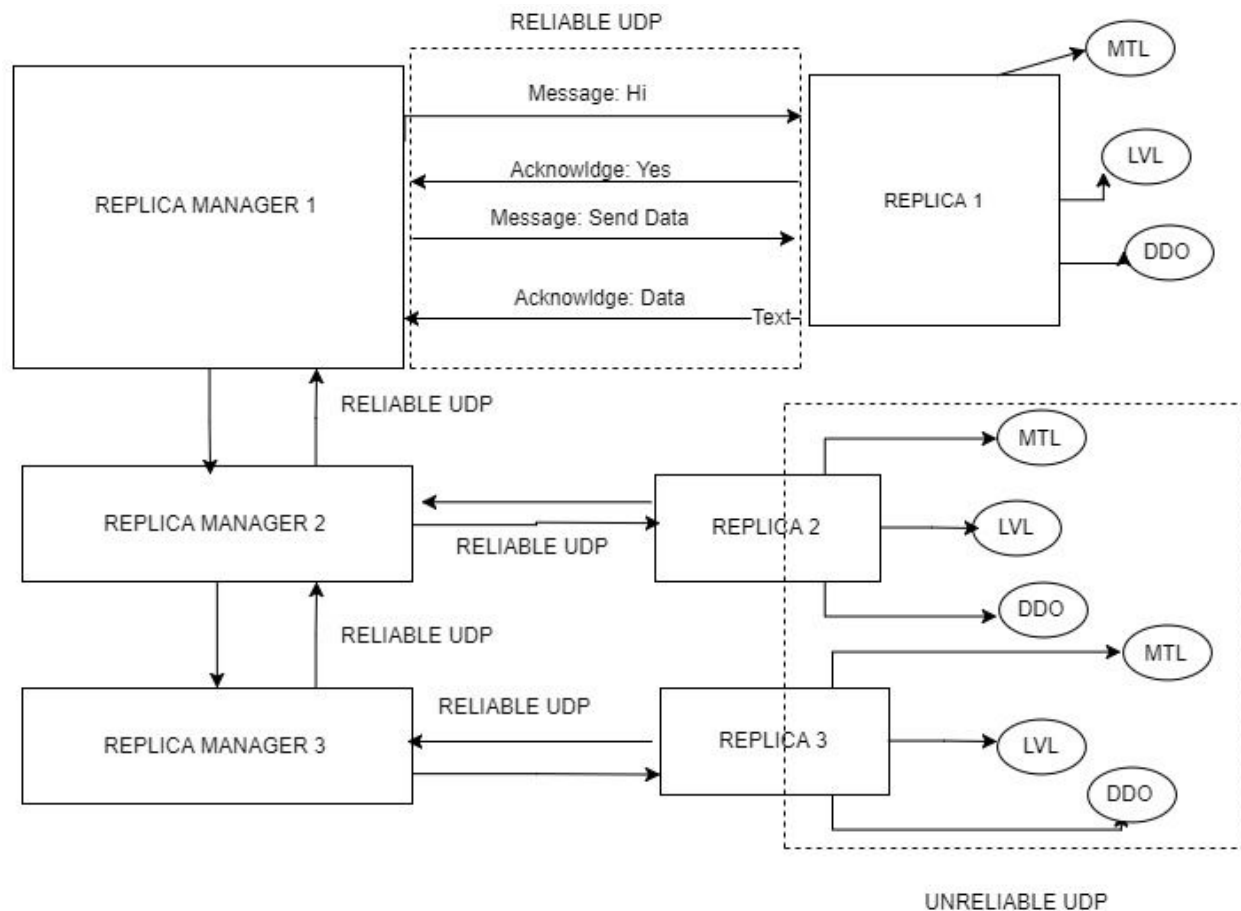 RELIABLE UDP
MTL
Message: Hi
LVL
Acknowldge: Yes
REPLICA MANAGER 1
REPLICA 1
Message: Send Data
DDO
Acknowldge: Data
Text
RELIABLE UDP
MTL
REPLICA MANAGER 2
REPLICA 2
LVL
RELIABLE UDP
DDO
RELIABLE UDP
MTL
RELIABLE UDP
REPLICA MANAGER 3
REPLICA 3
LVL
DDO
UNRELIABLE UDP